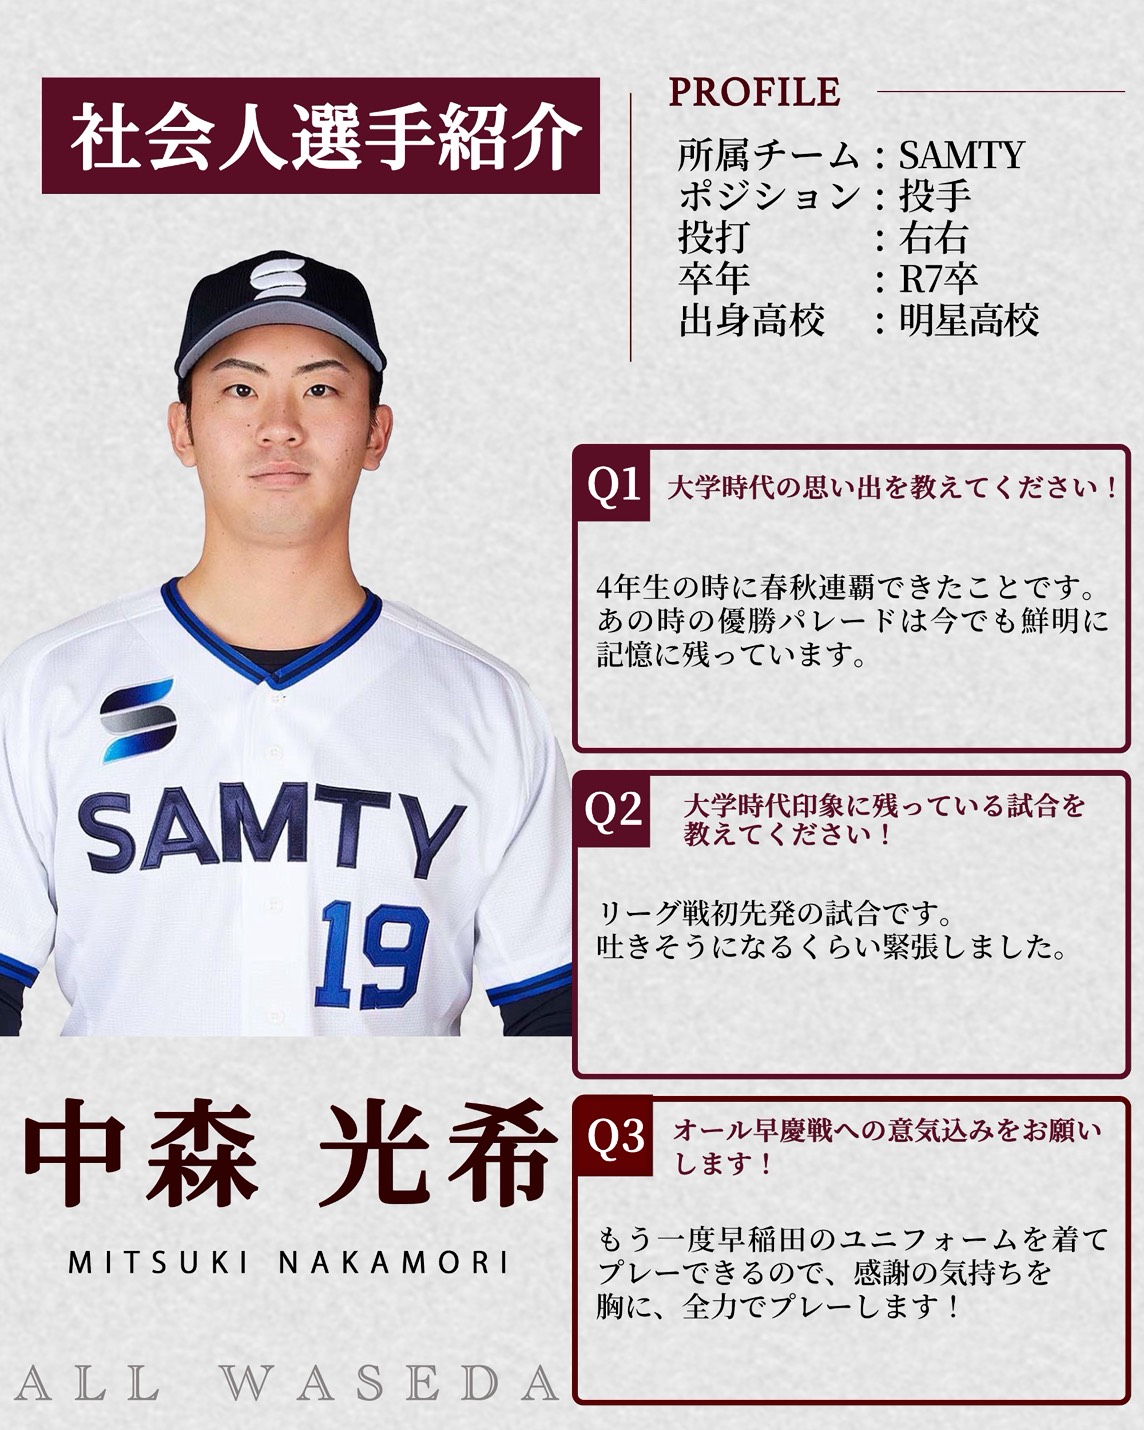 社会人選手紹介
PROFILE
所属チーム：SAMTY
ポジション：投手
投打：右右
卒年：R7卒
出身高校：明星高校
SAMTY
19
Q1 大学時代の思い出を教えてください！
4年生の時に春秋連覇できたことです。
あの時の優勝パレードは今でも鮮明に
記憶に残っています。
Q2 大学時代印象に残っている試合を
教えてください！
リーグ戦初先発の試合です。
吐きそうになるくらい緊張しました。
Q3 オール早慶戦への意気込みをお願い
します！
もう一度早稲田のユニフォームを着て
プレーできるので、感謝の気持ちを
胸に、全力でプレーします！
中森 光希
MITSUKI NAKAMORI
ALL WASEDA